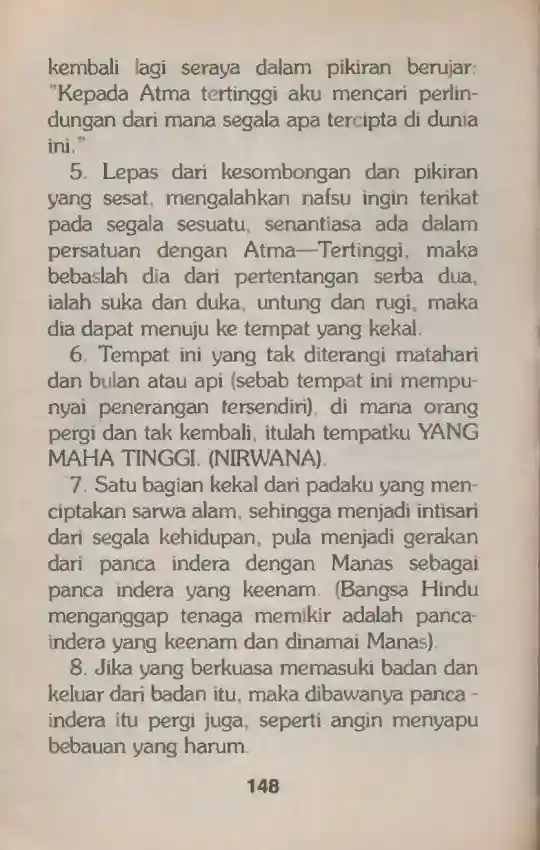 kembali lagi seraya dalam pikiran berujar:
"Kepada Atma tertinggi aku mencari perlin-
dungan dari mana segala apa tercipta di dunia
ini."
5. Lepas dari kesombongan dan pikiran
yang sesat, mengalahkan nafsu ingin terikat
pada segala sesuatu, senantiasa ada dalam
persatuan dengan Atma—Tertinggi, maka
bebaslah dia dari pertentangan serba dua,
ialah suka dan duka, untung dan rugi, maka
dia dapat menuju ke tempat yang kekal.
6. Tempat ini yang tak diterangi matahari
dan bulan atau api (sebab tempat ini mempu-
nyai penerangan tersendiri), di mana orang
pergi dan tak kembali, itulah tempatku YANG
MAHA TINGGI. (NIRWANA).
7. Satu bagian kekal dari padaku yang men-
ciptakan sarwa alam, sehingga menjadi intisari
dari segala kehidupan, pula menjadi gerakan
dari panca indera dengan Manas sebagai
panca indera yang keenam. (Bangsa Hindu
menganggap tenaga memikir adalah panca-
indera yang keenam dan dinamai Manas).
8. Jika yang berkuasa memasuki badan dan
keluar dari badan itu, maka dibawanya panca -
indera itu pergi juga, seperti angin menyapu
bebauan yang harum.
148